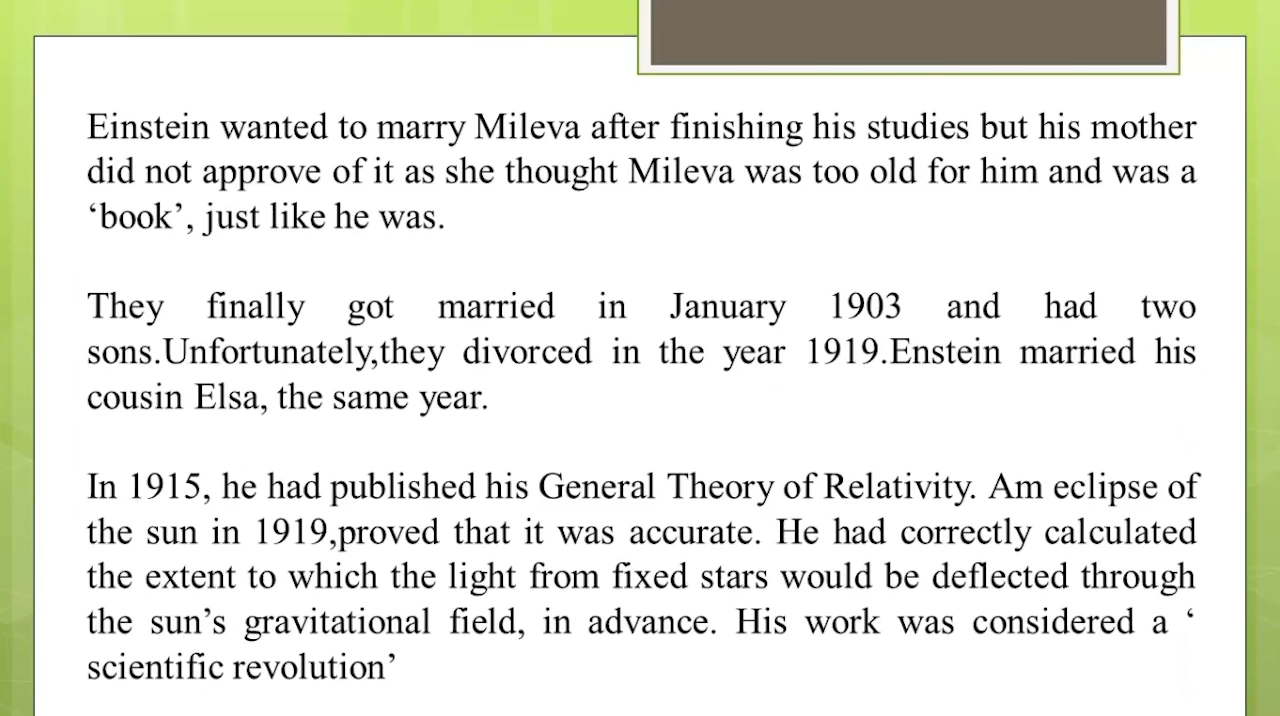 Einstein wanted to marry Mileva after finishing his studies but his mother
did not approve of it as she thought Mileva was too old for him and was a
‘book’, just like he was.
They finally got married in January 1903 and had two
sons.Unfortunately,they divorced in the year 1919.Enstein married his
cousin Elsa, the same year.
In 1915, he had published his General Theory of Relativity. Am eclipse of
the sun in 1919,proved that it was accurate. He had correctly calculated
the extent to which the light from fixed stars would be deflected through
the sun’s gravitational field, in advance. His work was considered a ‘
scientific revolution’